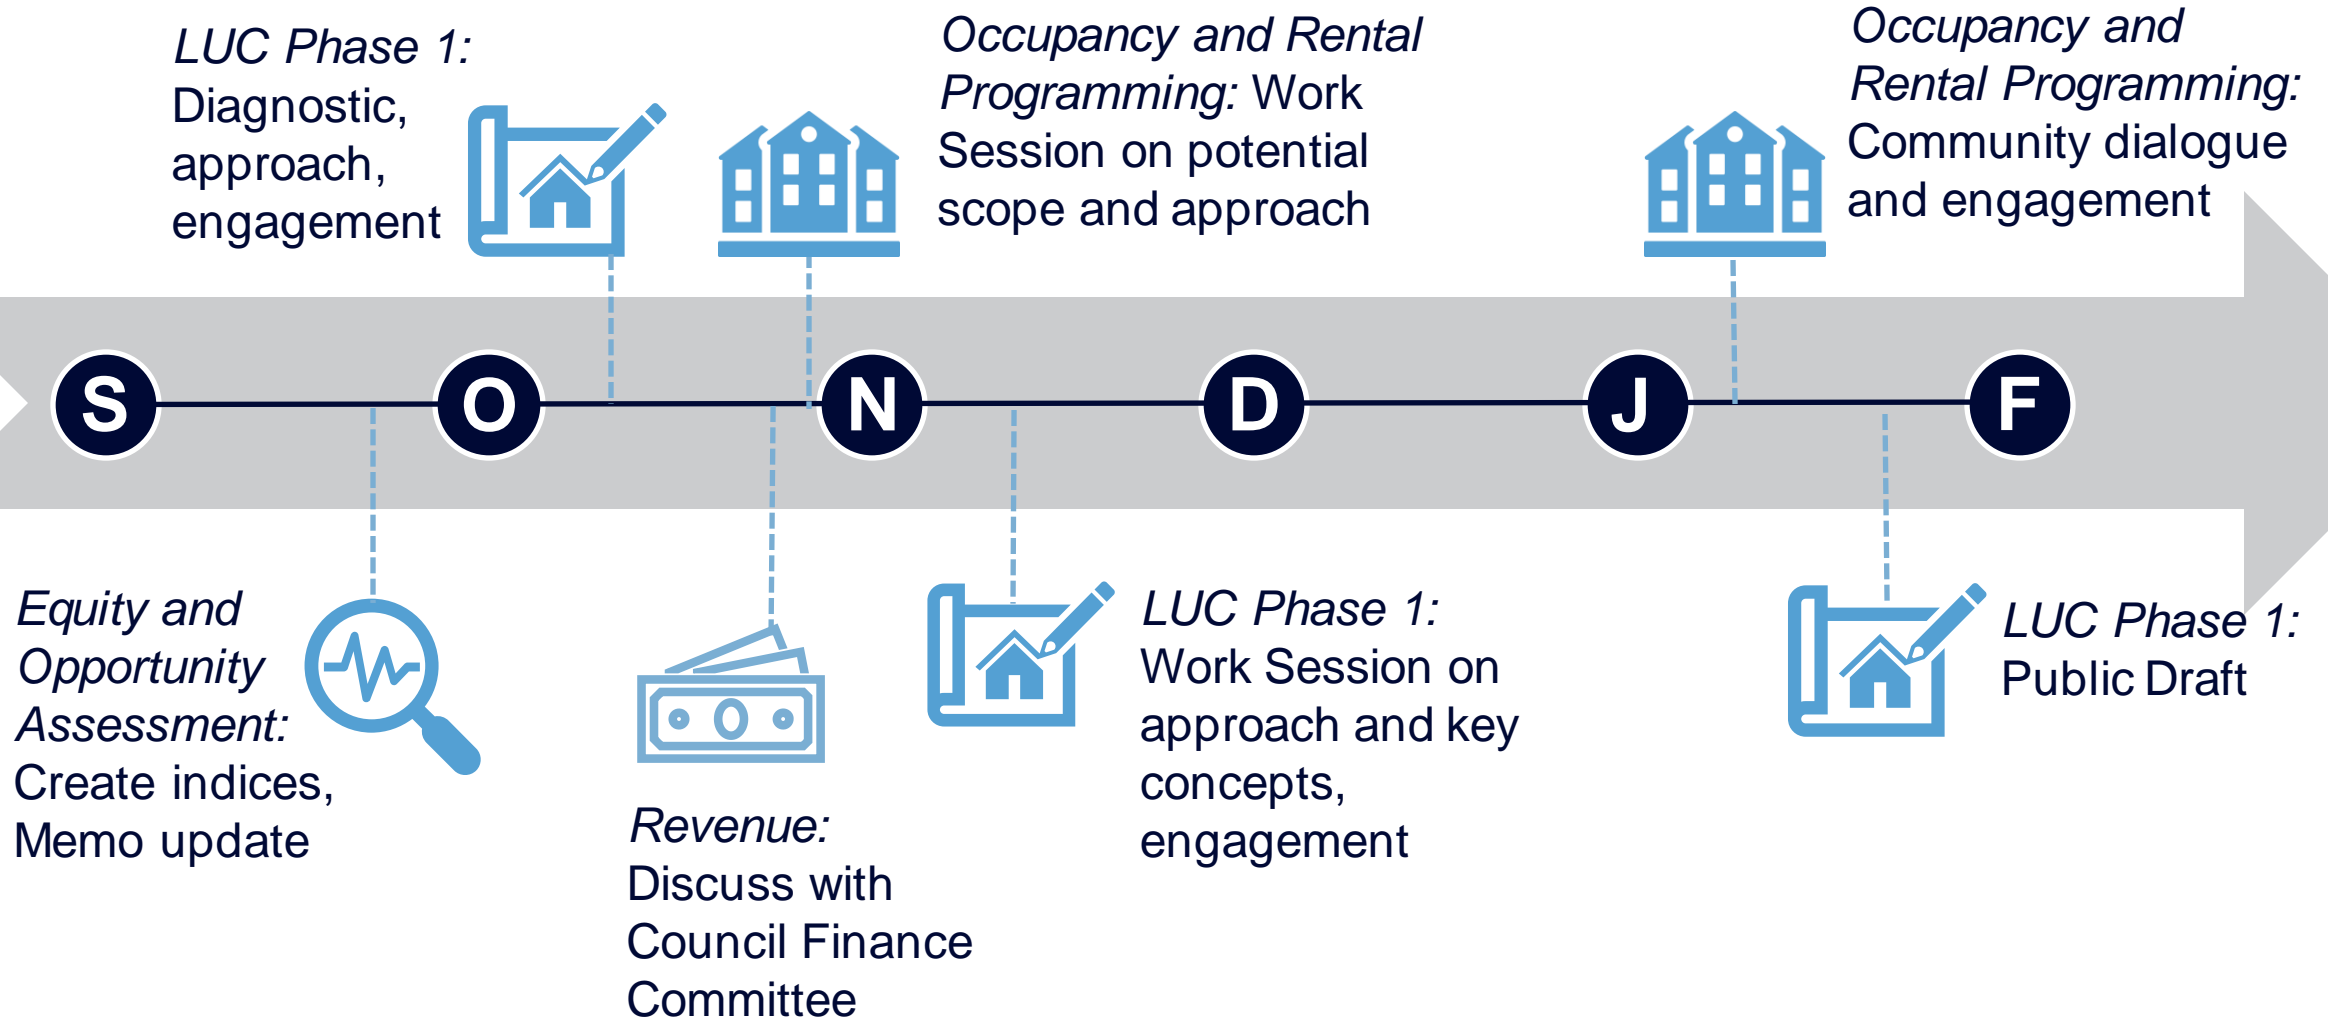 LUC Phase 1:
Diagnostic,
approach,
engagement
Occupancy and Rental
Programming: Work
Session on potential
scope and approach
Occupancy and
Rental Programming:
Community dialogue
and engagement
S
O
N
D
J
F
Equity and
Opportunity
Assessment:
Create indices,
Memo update
Revenue:
Discuss with
Council Finance
Committee
LUC Phase 1:
Work Session on
approach and key
concepts,
engagement
LUC Phase 1:
Public Draft